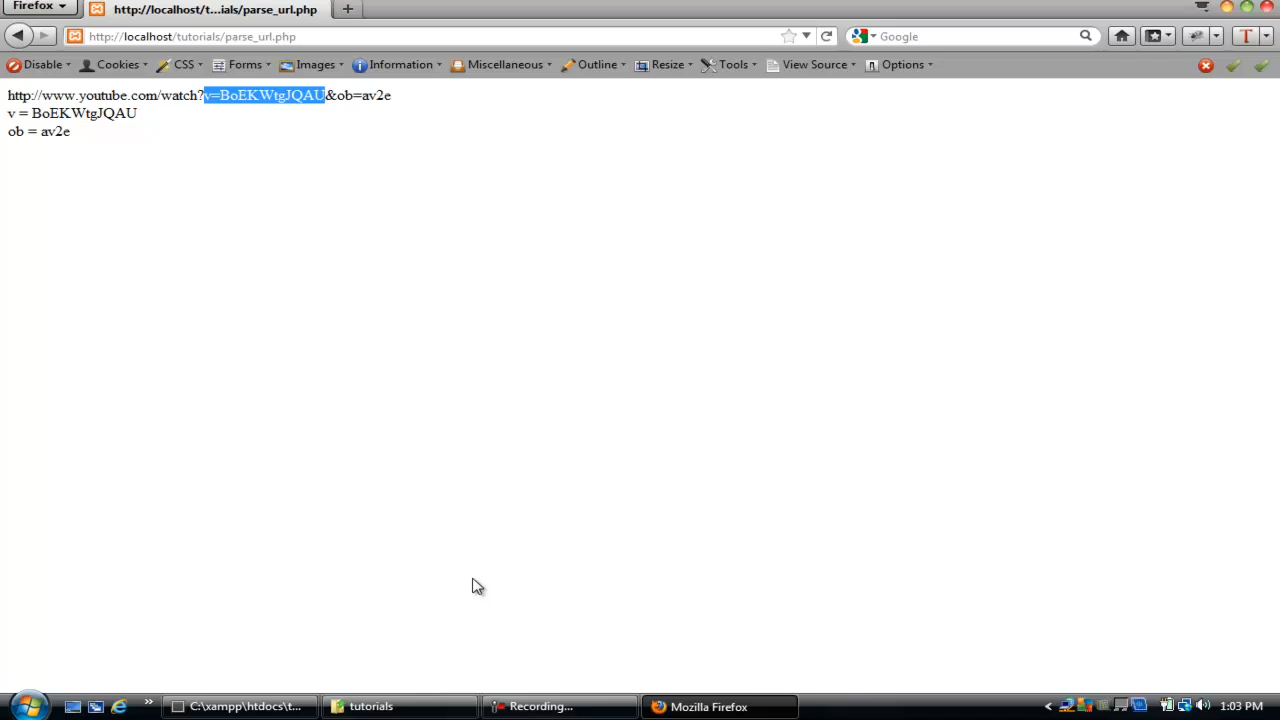 Firefox
http://localhost/t...ials/parse_url.php
http://localhost/tutorials/parse_url.php
Google
Disable Cookies CSS Forms Images Information Miscellaneous Outline Resize Tools View Source Options
http://www.youtube.com/watch?v=BoEKWtgJQAU&ob=av2e
v = BoEKWtgJQAU
ob = av2e
C:\xampp\htdocs\t... tutorials Recording... Mozilla Firefox 1:03 PM